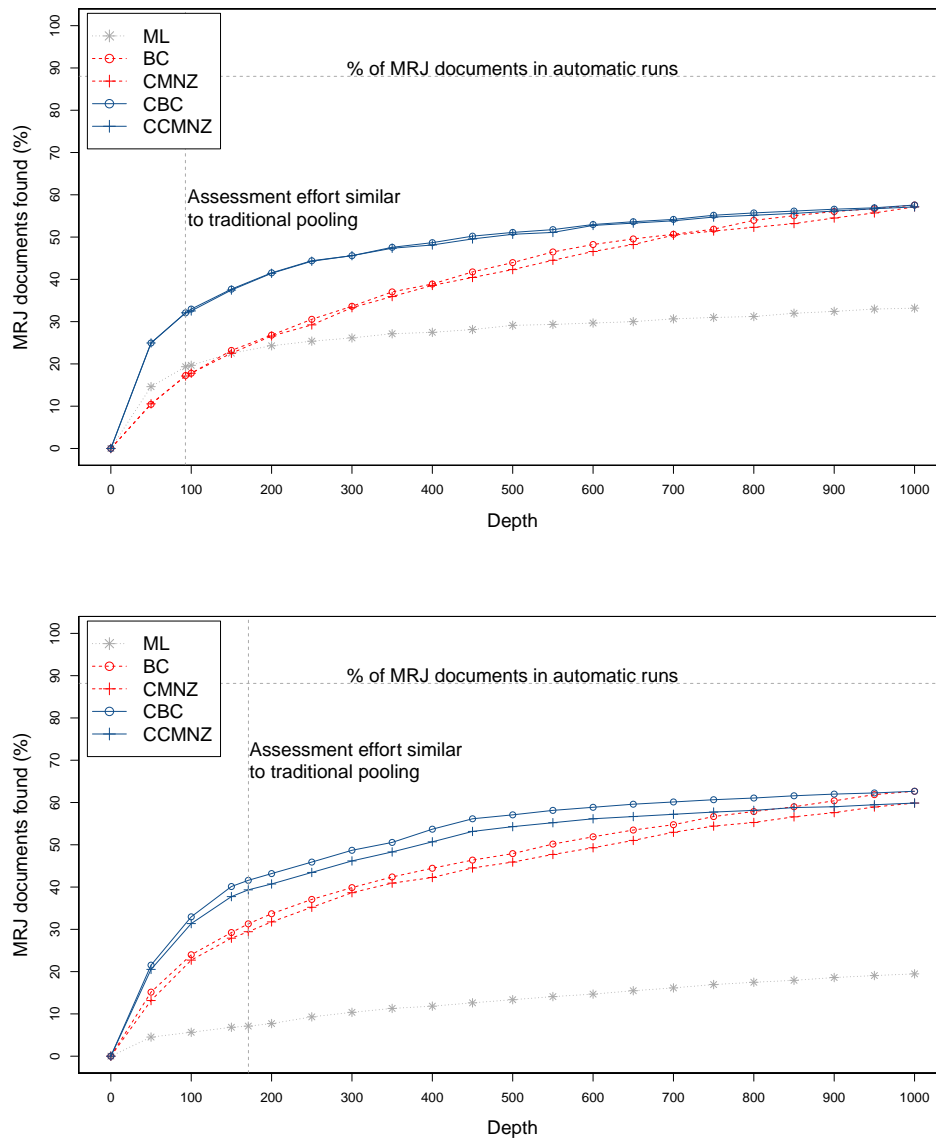 ML
BC
CMNZ
CBC
CCMNZ
% of MRJ documents in automatic runs
Assessment effort similar
to traditional pooling
MRJ documents found (%)
0
10
20
30
40
50
60
70
80
90
100
0 100 200 300 400 500 600 700 800 900 1000
Depth
ML
BC
CMNZ
CBC
CCMNZ
% of MRJ documents in automatic runs
Assessment effort similar
to traditional pooling
MRJ documents found (%)
0
10
20
30
40
50
60
70
80
90
100
0 100 200 300 400 500 600 700 800 900 1000
Depth